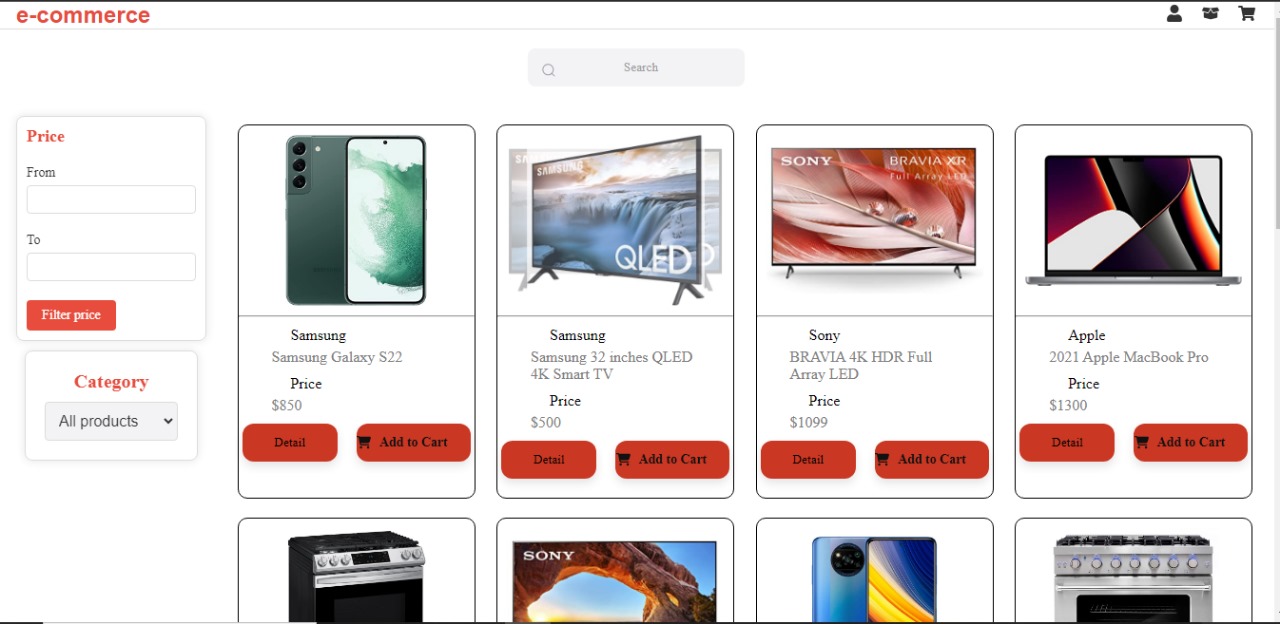 e-commerce
Search
Price
From
To
Filter price
Category
All products
SAMSUNG
QLED
SONY
BRAVIA XR
Full Array LED
Samsung
Samsung Galaxy S22
Price
$850
Detail
Add to Cart
Samsung
Samsung 32 inches QLED
4K Smart TV
Price
$500
Detail
Add to Cart
Sony
BRAVIA 4K HDR Full
Array LED
Price
$1099
Detail
Add to Cart
Apple
2021 Apple MacBook Pro
Price
$1300
Detail
Add to Cart
SONY